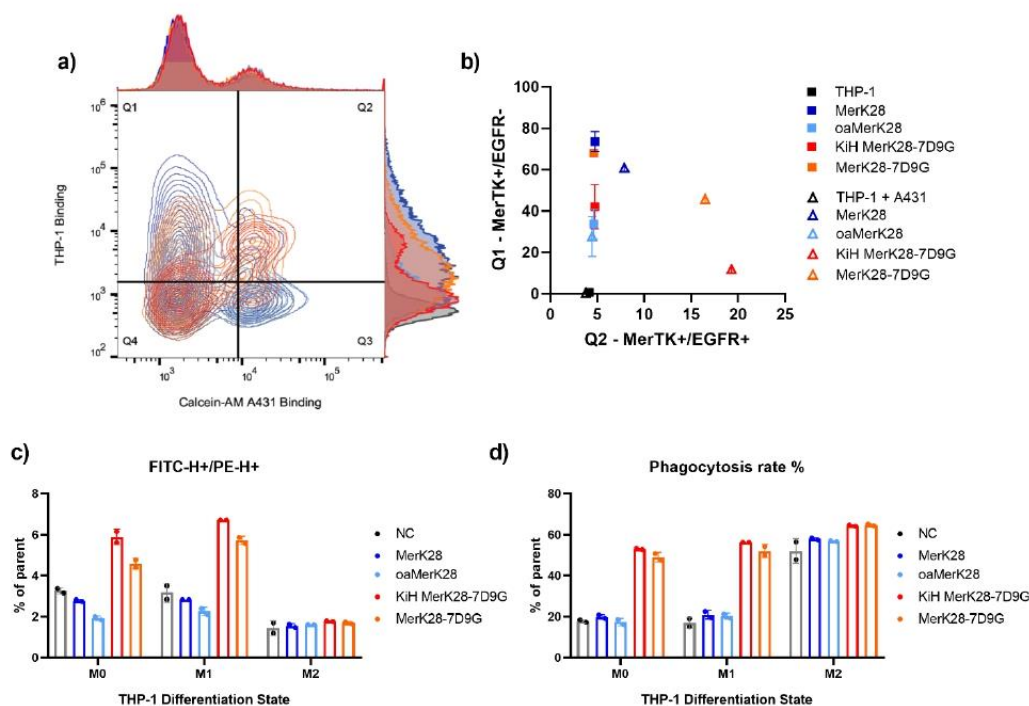 a)
Q1
Q2
Q4
Q3
10⁶
10⁵
10⁴
10³
10²
THP-1 Binding
10³
10⁴
10⁵
Calcein-AM A431 Binding
b)
100
80
60
40
20
0
Q1 - MerTK+/EGFR-
0
5
10
15
20
25
Q2 - MerTK+/EGFR+
THP-1
MerK28
oaMerK28
KiH MerK28-7D9G
MerK28-7D9G
THP-1 + A431
MerK28
oaMerK28
KiH MerK28-7D9G
MerK28-7D9G
c)
FITC-H+/PE-H+
8
6
4
2
0
% of parent
M0
M1
M2
THP-1 Differentiation State
NC
MerK28
oaMerK28
KiH MerK28-7D9G
MerK28-7D9G
d)
Phagocytosis rate %
80
60
40
20
0
% of parent
M0
M1
M2
THP-1 Differentiation State
NC
MerK28
oaMerK28
KiH MerK28-7D9G
MerK28-7D9G